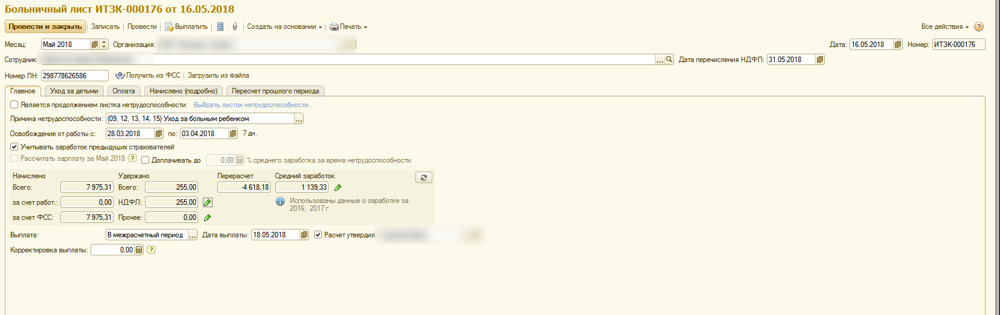 Больничный лист ИТЗК-000176 от 16.05.2018
Провести и закрыть Записать Провести Выплатить Создать на основании Печать Все действия ?
Месяц: Май 2018 Организация: Дата: 16.05.2018 Номер: ИТЗК-000176
Сотрудник ... Дата перечисления НДФЛ: 31.05.2018
Номер ЛН: 298778626586 Получить из ФСС Загрузить из файла
Главное Уход за детьми Оплата Начислено (подробно) Пересчет прошлого периода
Является продолжением листка нетрудоспособности: Выбрать листок нетрудоспособности...
Причина нетрудоспособности: (09, 12, 13, 14, 15) Уход за больным ребенком ...
Освобождение от работы с: 28.03.2018 по: 03.04.2018 7 дн.
Учитывать заработок предыдущих страхователей
Рассчитать зарплату за Май 2018 ? Доплачивать до 0,00 % среднего заработка за время нетрудоспособности
Начислено Удержано Перерасчет Средний заработок
Всего: 7 975,31 Всего: 255,00 -4 618,18 1 139,33
за счет работ.: 0,00 НДФЛ: 255,00 Использованы данные о заработке за
2016, 2017 г.
за счет ФСС: 7 975,31 Прочее: 0,00
Выплата: В межрасчетный период ... Дата выплаты: 18.05.2018 Расчет утвердил
Корректировка выплаты: 0,00 ?